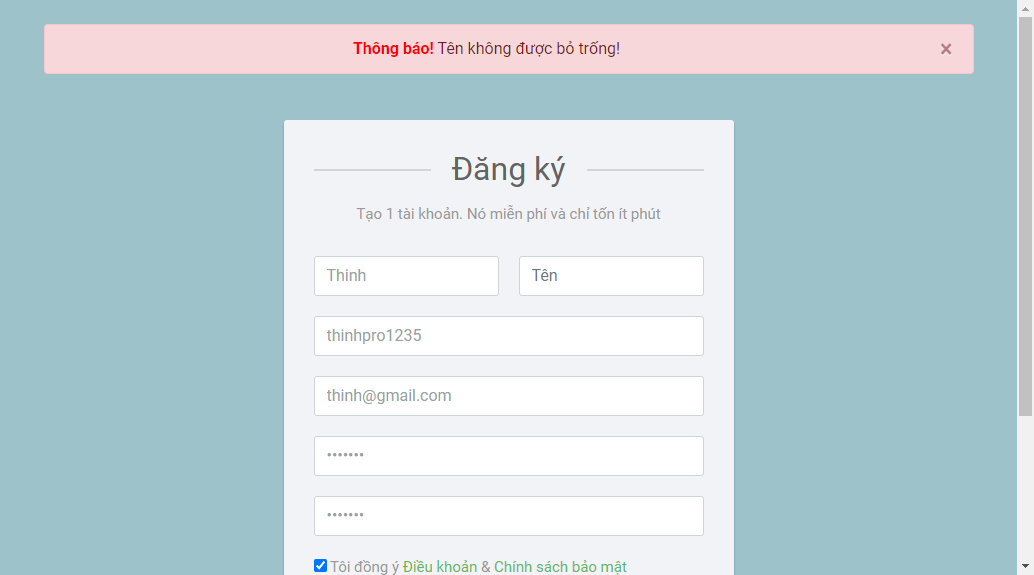 Thông báo! Tên không được bỏ trống!
×
Đăng ký
Tạo 1 tài khoản. Nó miễn phí và chỉ tốn ít phút
Thinh Tên
thinhpro1235
thinh@gmail.com
•••••••
•••••••
Tôi đồng ý Điều khoản & Chính sách bảo mật